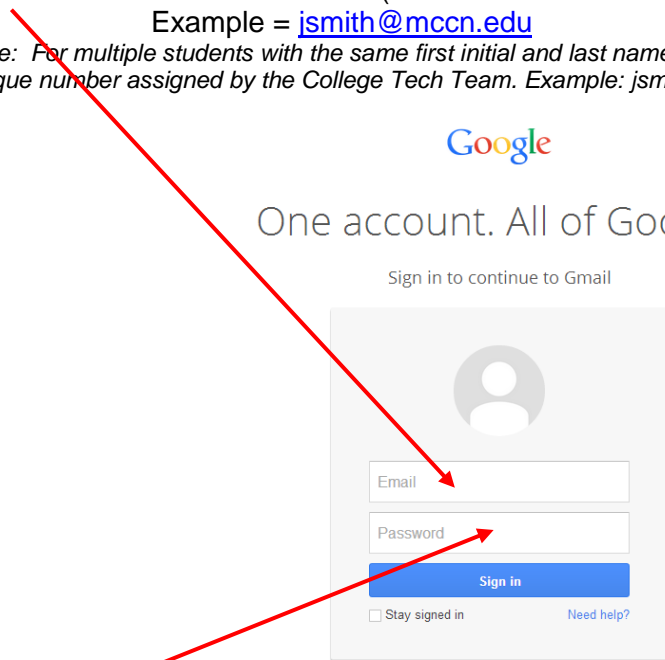 Example = jsmith@mccn.edu
e: For multiple students with the same first initial and last name
que number assigned by the College Tech Team. Example: jsm
Google
One account. All of Goo
Sign in to continue to Gmail
Email
Password
Sign in
Stay signed in
Need help?